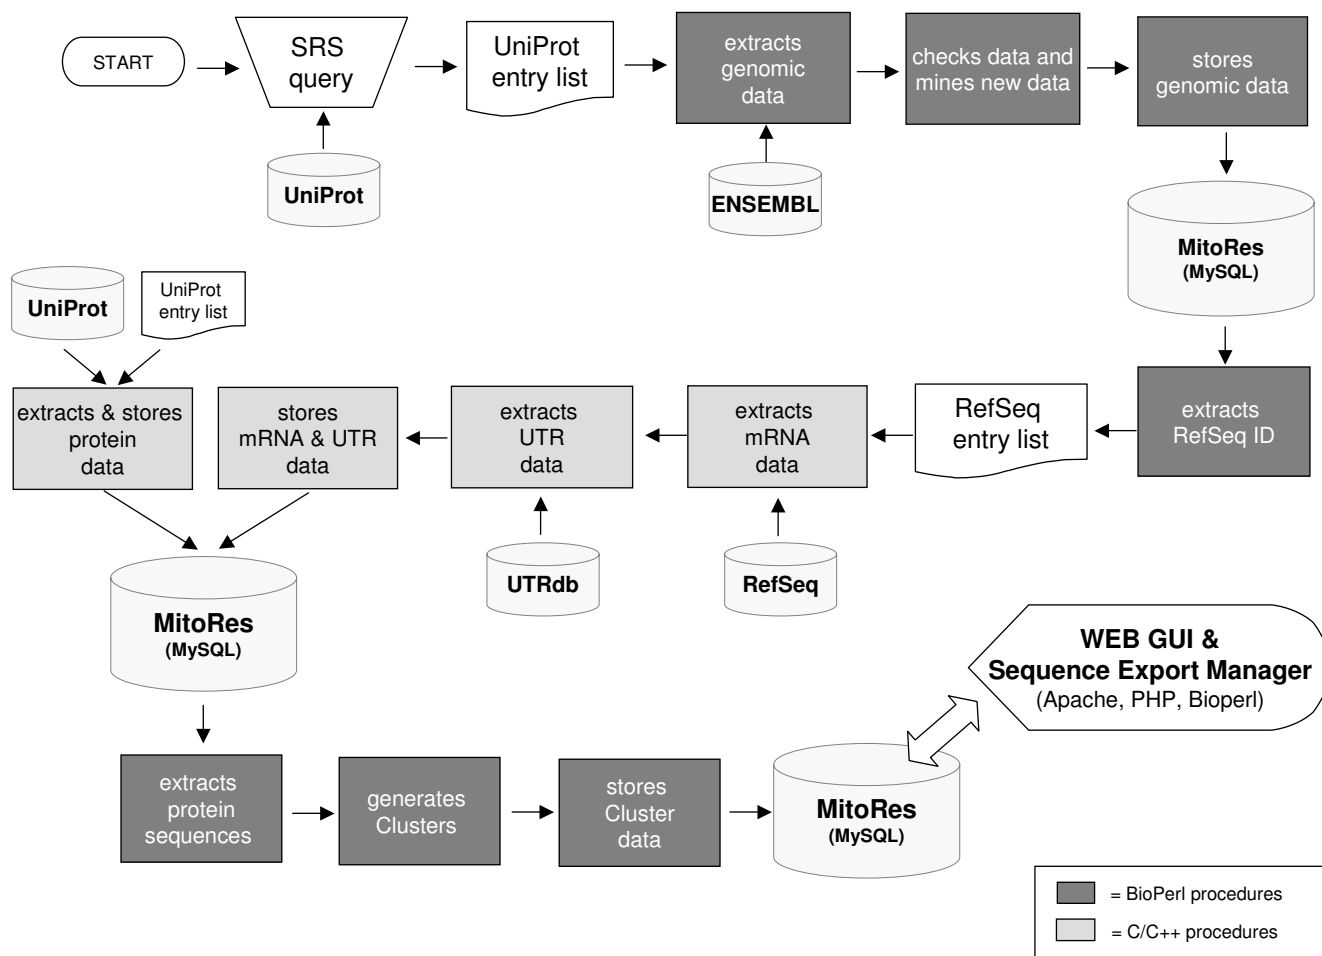 START
SRS
query
UniProt
entry list
extracts
genomic
data
checks data and
mines new data
stores
genomic data
UniProt
ENSEMBL
MitoRes
(MySQL)
UniProt
UniProt
entry list
extracts & stores
protein
data
stores
mRNA & UTR
data
extracts
UTR
data
extracts
mRNA
data
RefSeq
entry list
extracts
RefSeq ID
UTRdb
RefSeq
MitoRes
(MySQL)
WEB GUI &
Sequence Export Manager
(Apache, PHP, Bioperl)
extracts
protein
sequences
generates
Clusters
stores
Cluster
data
MitoRes
(MySQL)
= BioPerl procedures
= C/C++ procedures